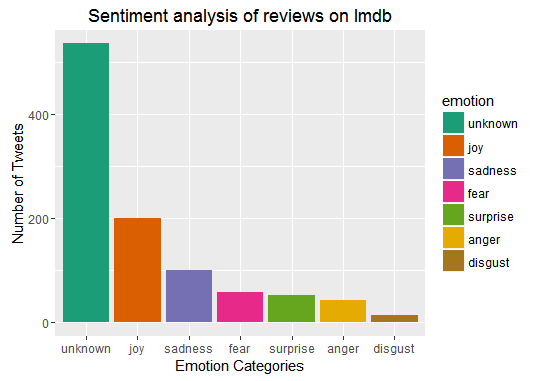 Sentiment analysis of reviews on Imdb
Number of Tweets
400
200
0
unknown joy sadness fear surprise anger disgust
Emotion Categories
emotion
unknown
joy
sadness
fear
surprise
anger
disgust